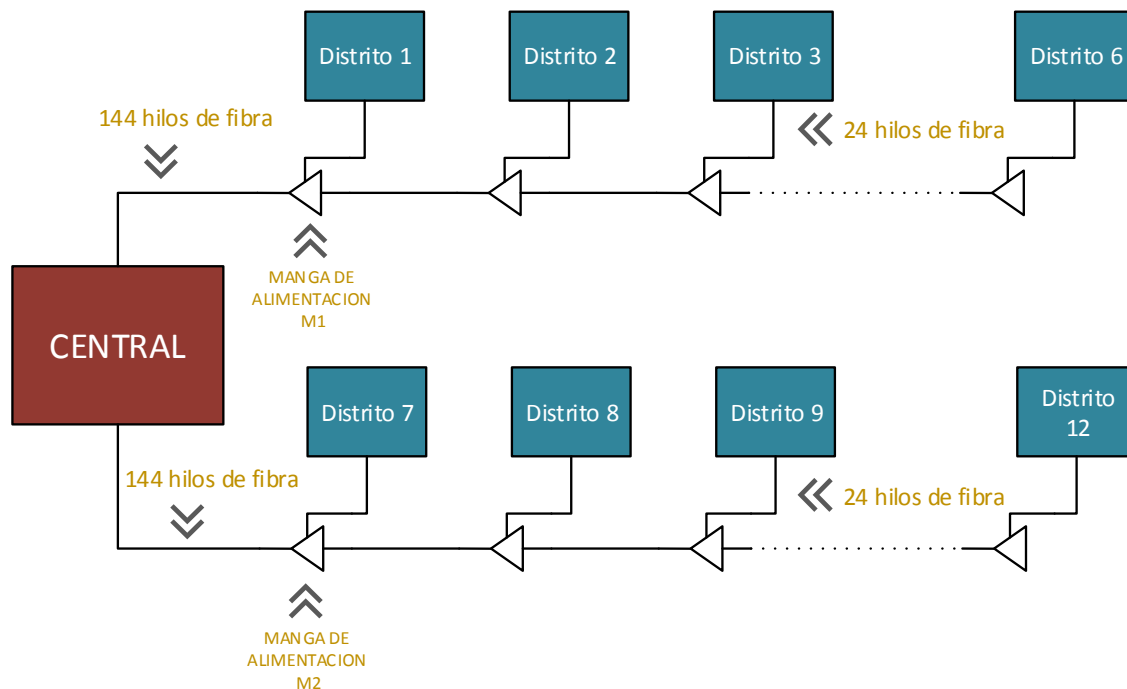 Distrito 1
Distrito 2
Distrito 3
Distrito 6
144 hilos de fibra
24 hilos de fibra
MANGA DE
ALIMENTACION
M1
CENTRAL
Distrito 7
Distrito 8
Distrito 9
Distrito
12
144 hilos de fibra
24 hilos de fibra
MANGA DE
ALIMENTACION
M2